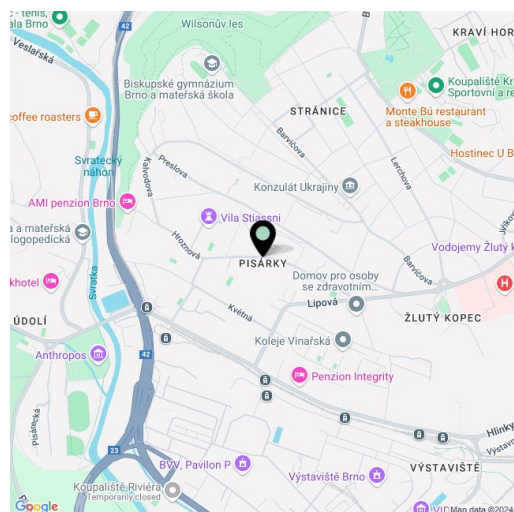 - tenis,
ala Brno
Veslařská
42
Wilsonův les
B
KRAVÍ HOR
Biskupské gymnázium
Brno a mateřská
škola
Koupaliště Kr
Sportovní a re
coffee roasters
STRÁNICE
Monte Bú restaurant
a steakhouse
Barvičova
Svratecký
náhon
Kalvodova
Preslova
Lerchova
Hostinec U B
Konzulát Ukrajiny
AMI penzion Brno
Vila Stiassni
a a mateřská
logopedická
Hroznová
Barvičova
Vodojemy Žlutý k
PISÁRKY
khotel
Svratka
Domov pro osoby
se zdravotním...
H
Lipová
ŽLUTÝ KOPEC
ÚDOLÍ
Květná
Koleje Vinařská
42
Anthropos
Penzion Integrity
Pisárecká
Hlinky
23
BVV, Pavilon P
Výstaviště Brno
VÝSTAVIŠTĚ
Koupaliště Riviéra
Temporarily closed
Google
Map data ©2024